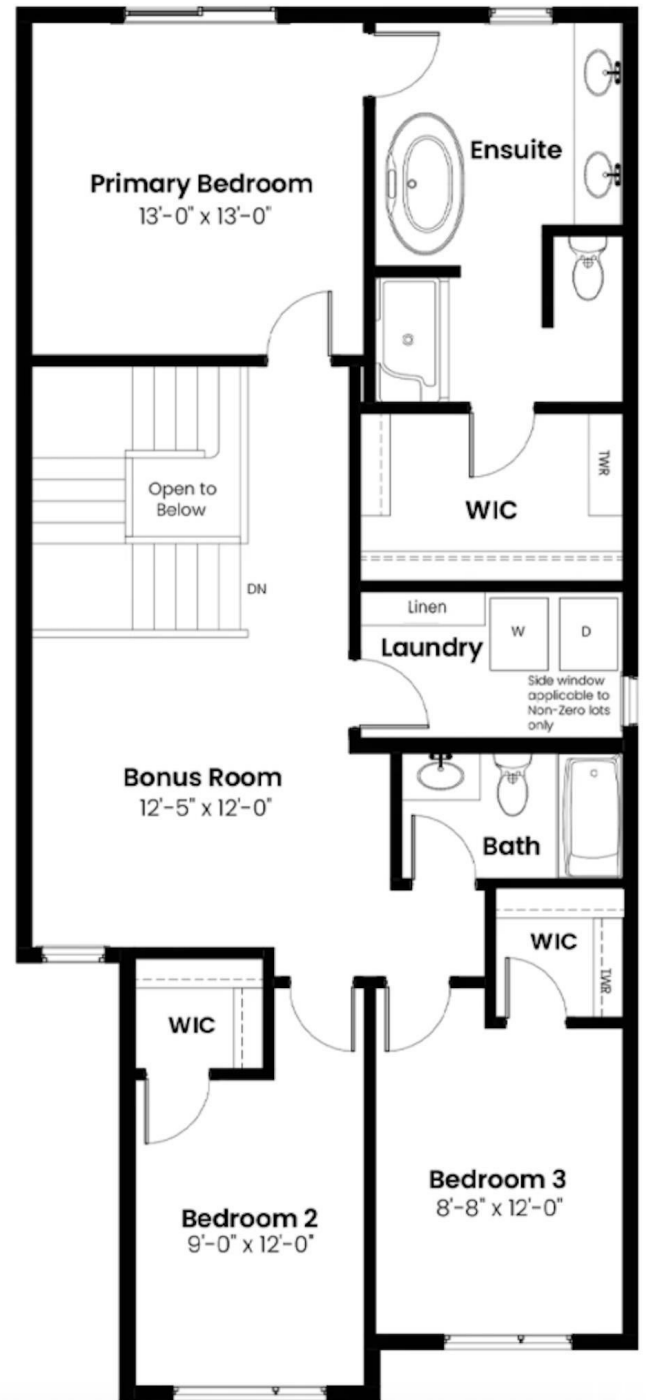 Primary Bedroom
13'-0" x 13'-0"
Ensuite
Open to
Below
TWR
WIC
DN
Linen
Laundry
W
D
Side window
applicable to
Non-Zero lots
only
Bonus Room
12'-5" x 12'-0"
Bath
WIC
TWR
WIC
Bedroom 3
8'-8" x 12'-0"
Bedroom 2
9'-0" x 12'-0"